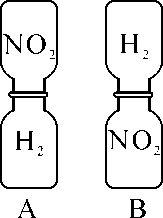 NO₂ H₂
H₂ NO₂
A B